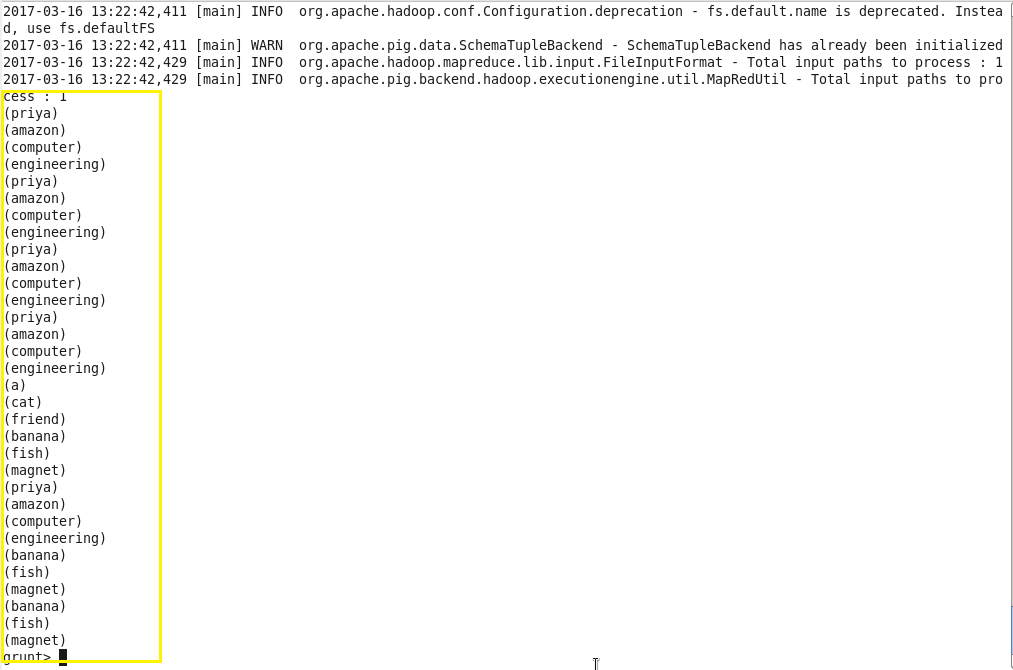 2017-03-16 13:22:42,411 [main] INFO  org.apache.hadoop.conf.Configuration.deprecation - fs.default.name is deprecated. Instea
d, use fs.defaultFS
2017-03-16 13:22:42,411 [main] WARN  org.apache.pig.data.SchemaTupleBackend - SchemaTupleBackend has already been initialized
2017-03-16 13:22:42,429 [main] INFO  org.apache.hadoop.mapreduce.lib.input.FileInputFormat - Total input paths to process : 1
2017-03-16 13:22:42,429 [main] INFO  org.apache.pig.backend.hadoop.executionengine.util.MapRedUtil - Total input paths to pro
cess : 1
(priya)
(amazon)
(computer)
(engineering)
(priya)
(amazon)
(computer)
(engineering)
(priya)
(amazon)
(computer)
(engineering)
(priya)
(amazon)
(computer)
(engineering)
(a)
(cat)
(friend)
(banana)
(fish)
(magnet)
(priya)
(amazon)
(computer)
(engineering)
(banana)
(fish)
(magnet)
(banana)
(fish)
(magnet)
grunt>